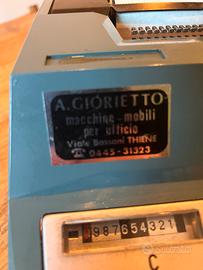 A. GIORIETTO
macchine - mobili
per ufficio
Viale Bassani THIENE
☎ 0445-31323
987654321
C